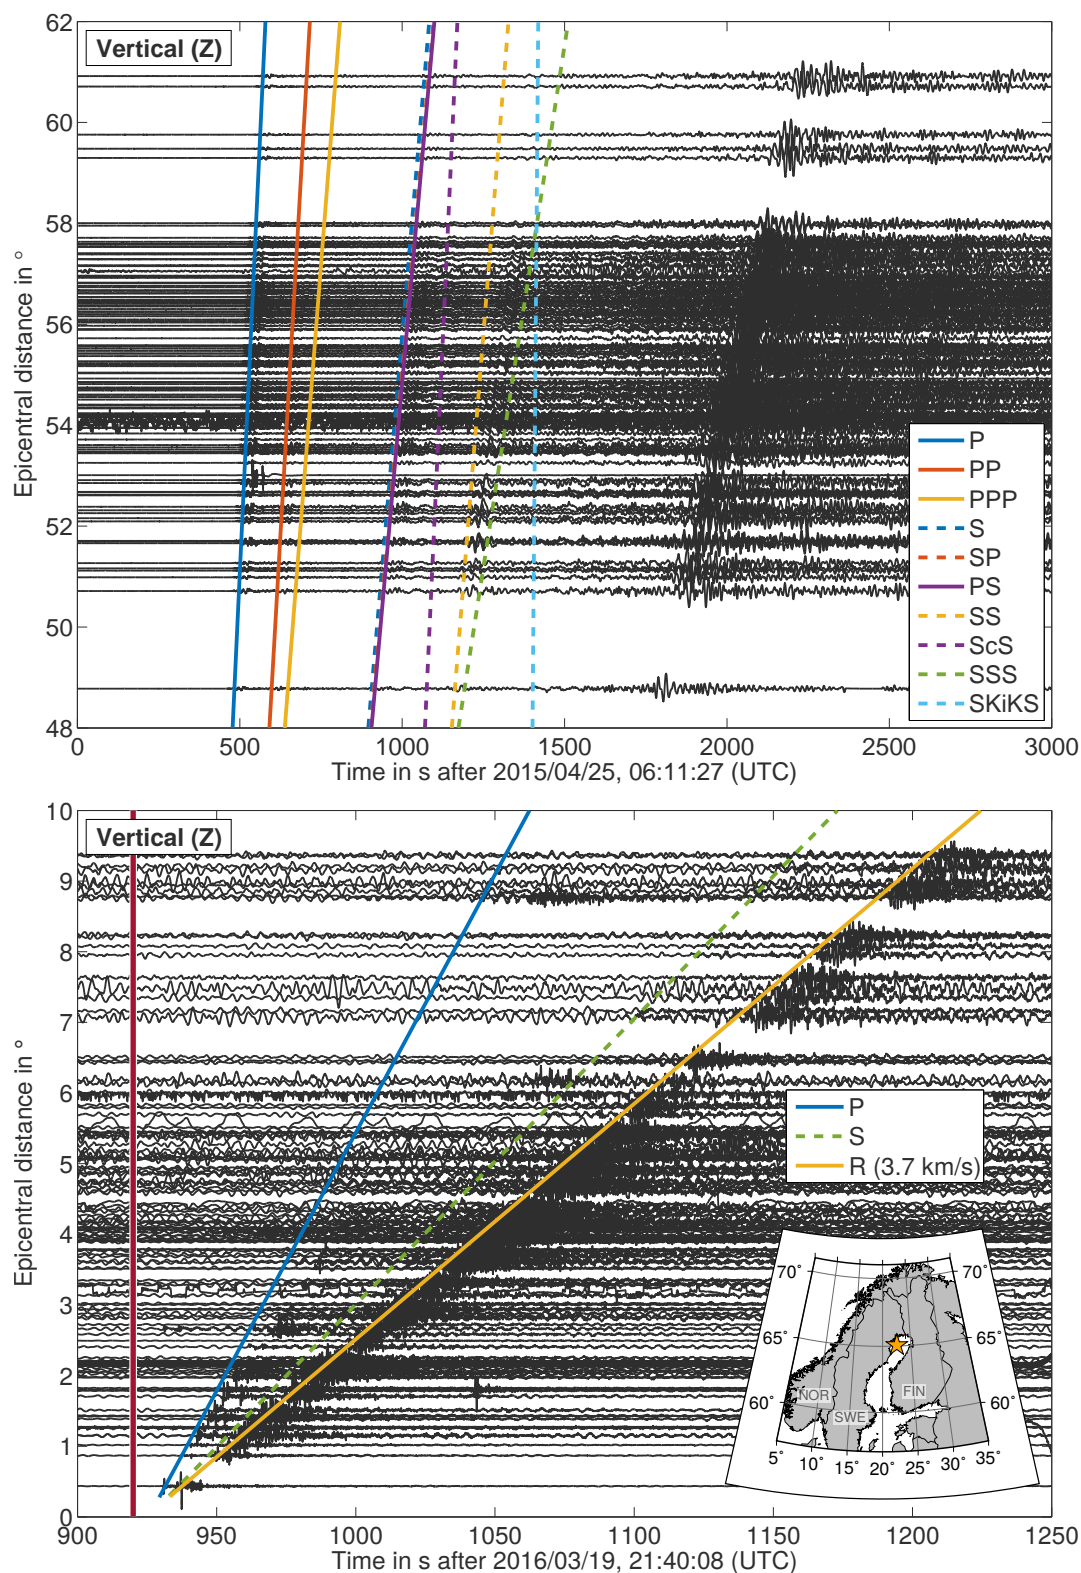 62
60
58
56
54
52
50
48
Epicentral distance in °
Vertical (Z)
P
PP
PPP
S
SP
PS
SS
ScS
SSS
SKiKS
0 500 1000 1500 2000 2500 3000
Time in s after 2015/04/25, 06:11:27 (UTC)
10
9
8
7
6
5
4
3
2
1
0
Epicentral distance in °
Vertical (Z)
P
S
R (3.7 km/s)
70˚ 70˚
65˚ 65˚
60˚ 60˚
NOR
SWE
FIN
5˚ 10˚ 15˚ 20˚ 25˚ 30˚ 35˚
900 950 1000 1050 1100 1150 1200 1250
Time in s after 2016/03/19, 21:40:08 (UTC)